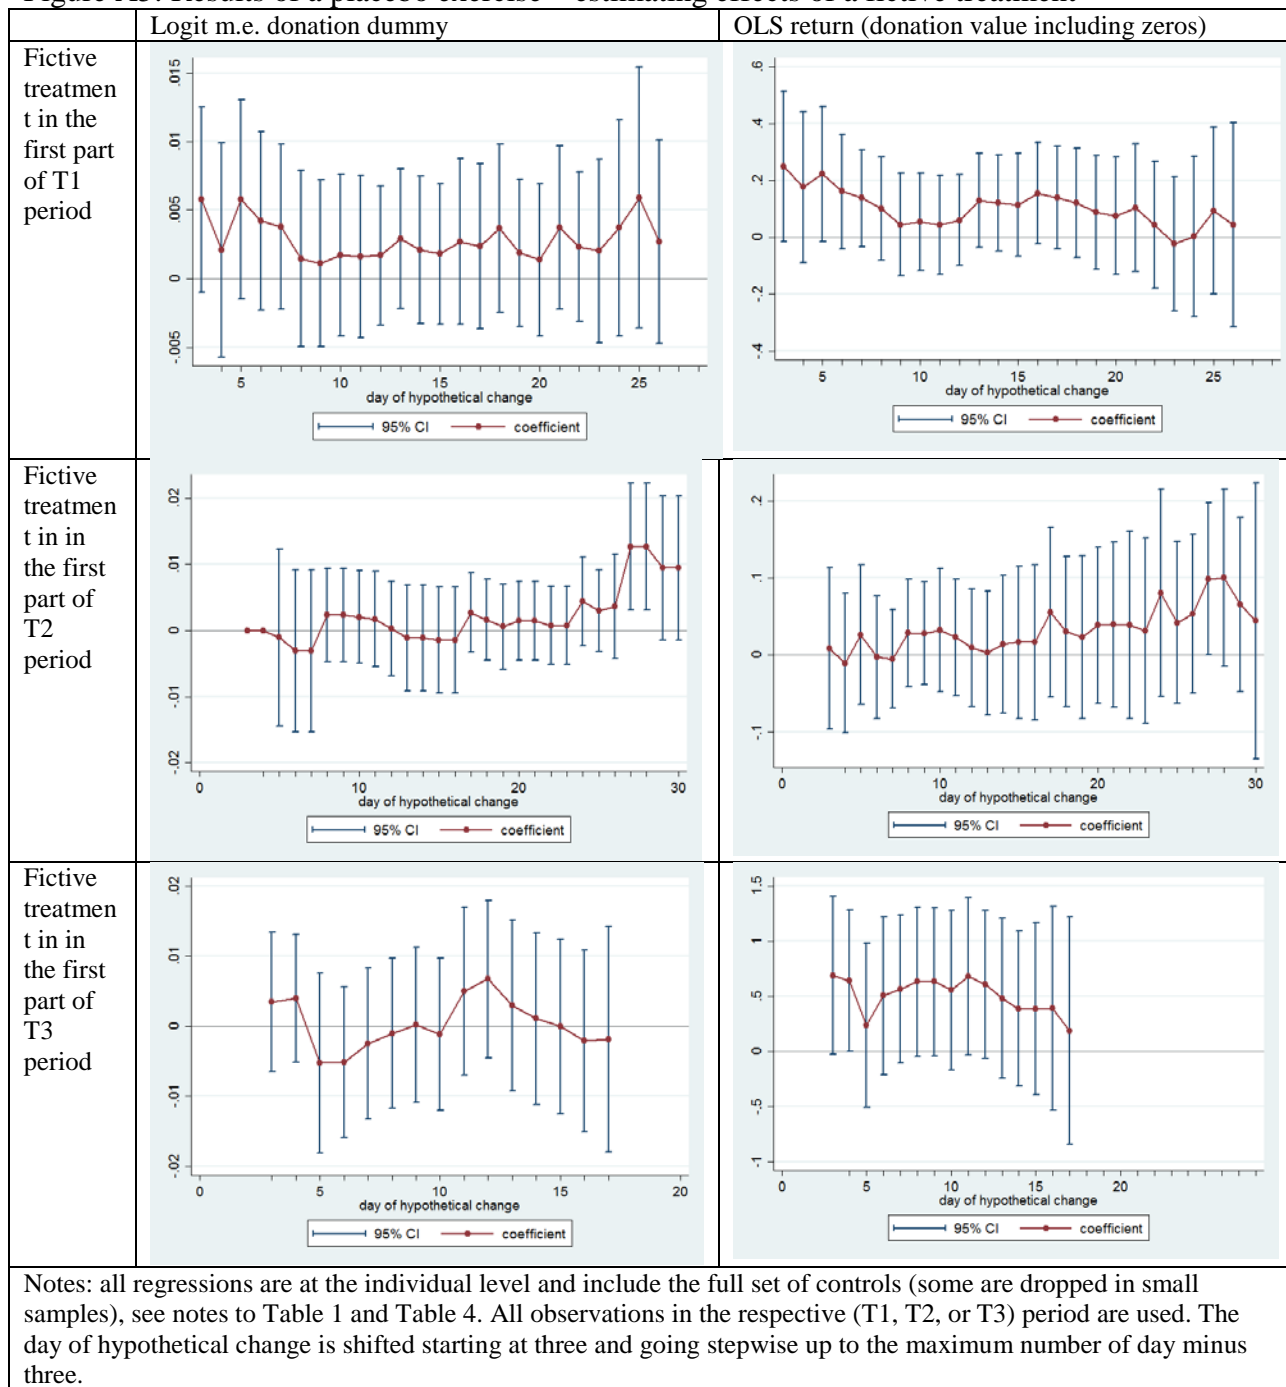 Logit m.e. donation dummy
OLS return (donation value including zeros)
Fictive
treatmen
t in the
first part
of T1
period
.015
.01
.005
0
-.005
5 10 15 20 25
day of hypothetical change
95% CI coefficient
.6
.4
.2
0
-.2
-.4
5 10 15 20 25
day of hypothetical change
95% CI coefficient
Fictive
treatmen
t in in
the first
part of
T2
period
.02
.01
0
-.01
-.02
0 10 20 30
day of hypothetical change
95% CI coefficient
.2
.1
0
-.1
0 10 20 30
day of hypothetical change
95% CI coefficient
Fictive
treatmen
t in in
the first
part of
T3
period
.02
.01
0
-.01
-.02
0 5 10 15 20
day of hypothetical change
95% CI coefficient
1.5
1
.5
0
-.5
-1
0 5 10 15 20 25
day of hypothetical change
95% CI coefficient
Notes: all regressions are at the individual level and include the full set of controls (some are dropped in small
samples), see notes to Table 1 and Table 4. All observations in the respective (T1, T2, or T3) period are used. The
day of hypothetical change is shifted starting at three and going stepwise up to the maximum number of day minus
three.